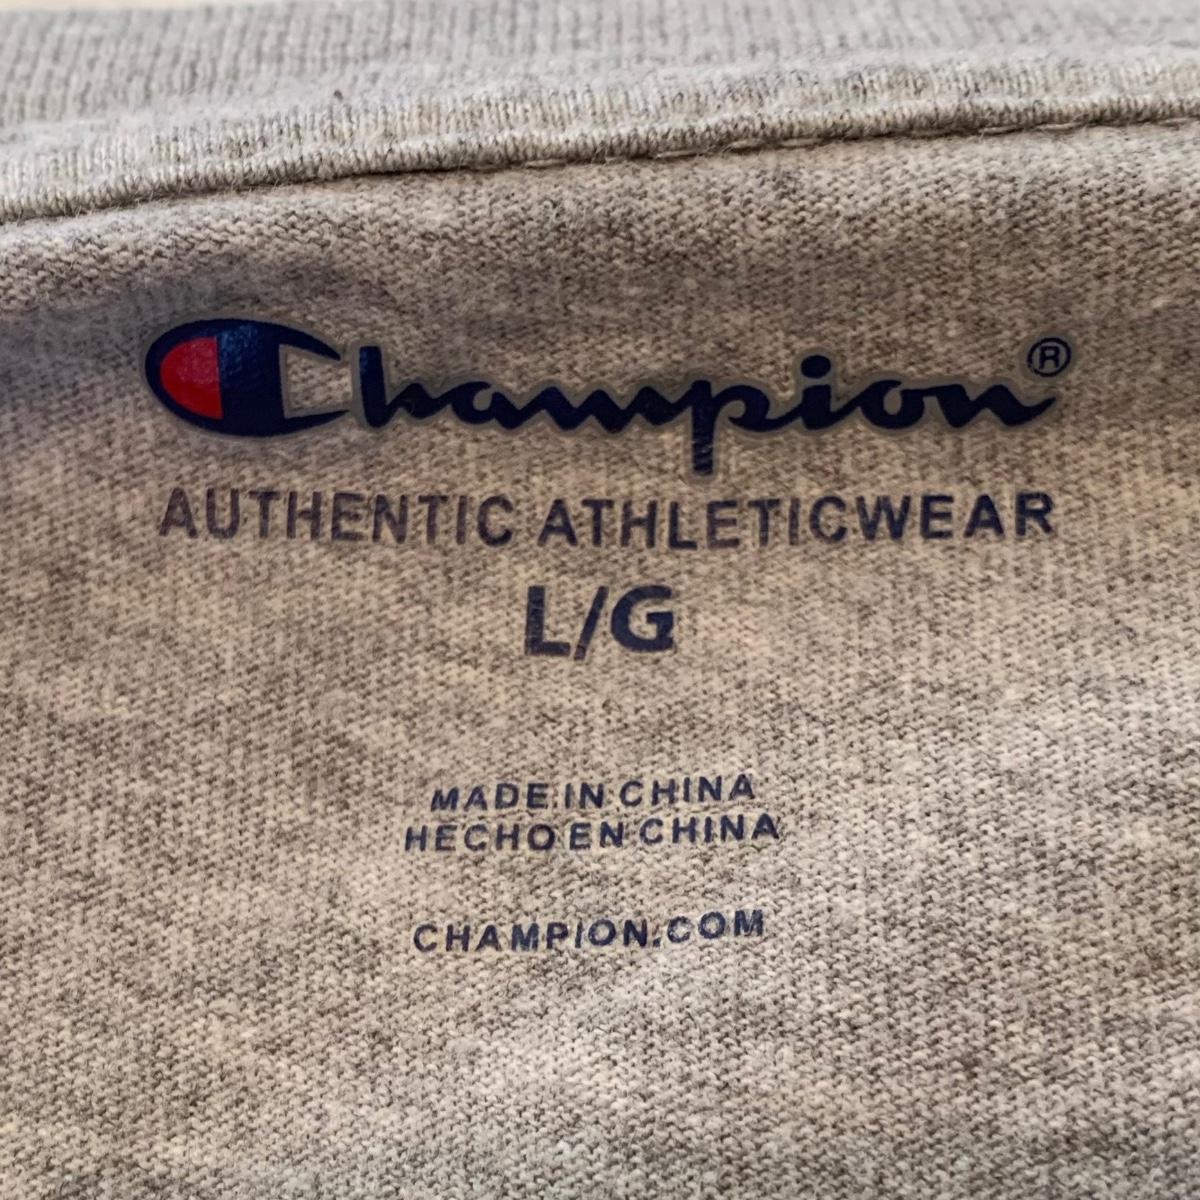 Champion®
AUTHENTIC ATHLETICWEAR
L/G
MADE IN CHINA
HECHO EN CHINA
CHAMPION.COM